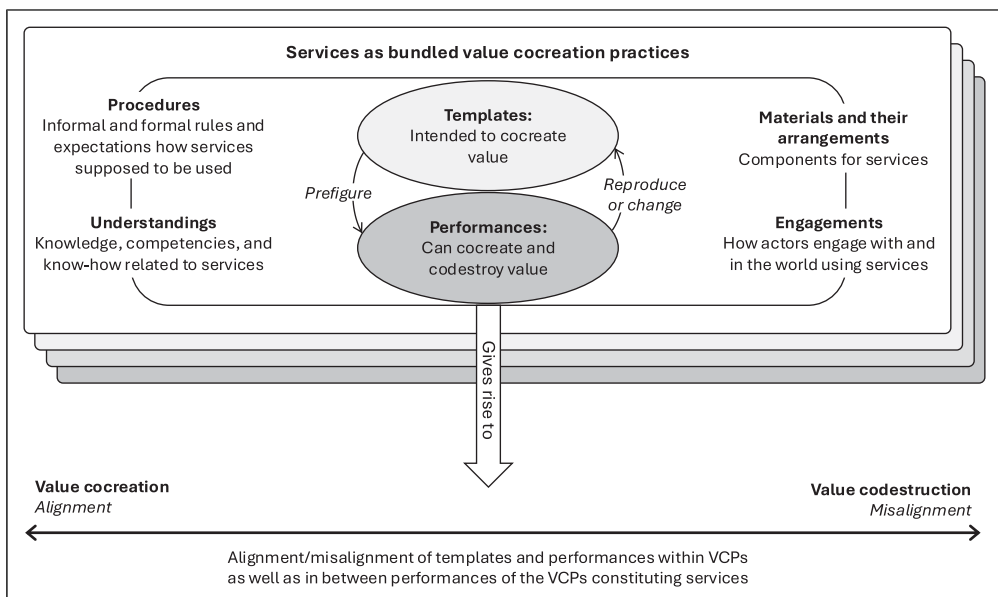 Services as bundled value cocreation practices
Procedures
Informal and formal rules and
expectations how services
supposed to be used
Understandings
Knowledge, competencies, and
know-how related to services
Templates:
Intended to cocreate
value
Prefigure
Reproduce
or change
Performances:
Can cocreate and
codestroy value
Materials and their
arrangements
Components for services
Engagements
How actors engage with and
in the world using services
Gives rise to
Value cocreation
Alignment
Value codestruction
Misalignment
Alignment/misalignment of templates and performances within VCPs
as well as in between performances of the VCPs constituting services